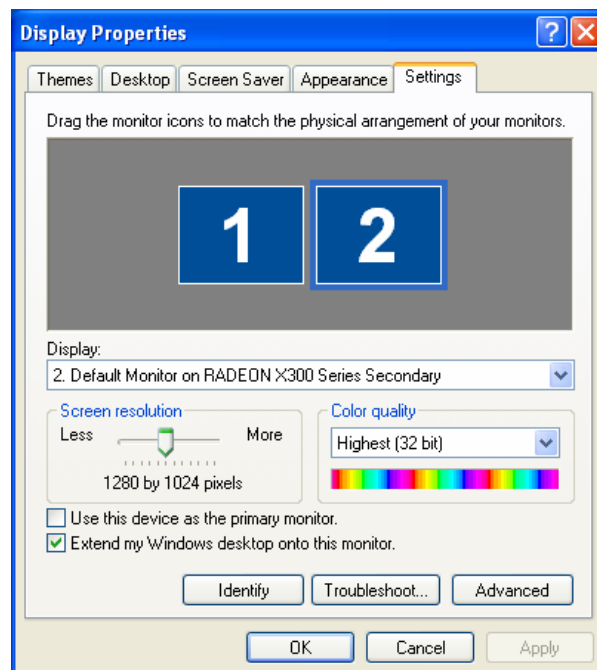 Display Properties
Themes Desktop Screen Saver Appearance Settings
Drag the monitor icons to match the physical arrangement of your monitors.
1 2
Display:
2. Default Monitor on RADEON X300 Series Secondary
Screen resolution
Less More
1280 by 1024 pixels
Color quality
Highest (32 bit)
Use this device as the primary monitor.
Extend my Windows desktop onto this monitor.
Identify Troubleshoot... Advanced
OK Cancel Apply